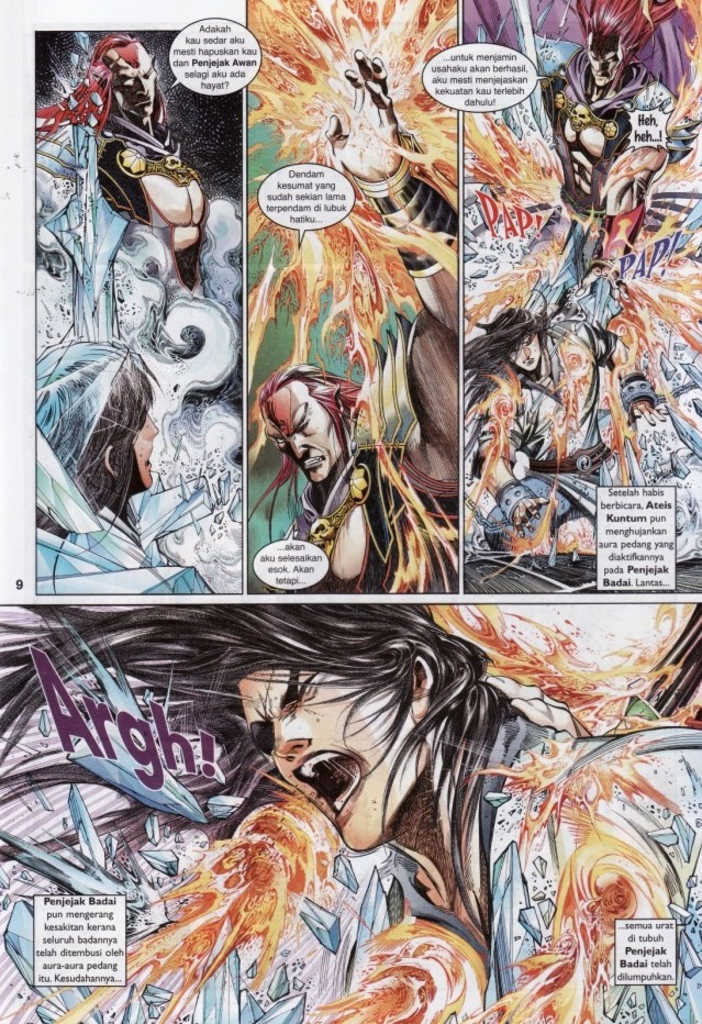 Adakah
kau sedar aku
mesti hapuskan kau
dan Penjejak Awan
selagi aku ada
hayat?
Dendam
kesumat yang
sudah sekian lama
terpendam di lubuk
hatiku...
...akan
aku selesaikan
esok. Akan
tetapi...
...untuk menjamin
usahaku akan berhasil,
aku mesti menjejaskan
kekuatan kau terlebih
dahulu!
Heh,
heh...!
PAP!
PAP!
Setelah habis
berbicara, Ateis
Kuntum pun
menghujankan
aura pedang yang
diaktifkannya
pada Penjejak
Badai. Lantas...
9
Argh!
Penjejak Badai
pun mengerang
kesakitan kerana
seluruh badannya
telah ditembusi oleh
aura-aura pedang
itu. Kesudahannya...
...semua urat
di tubuh
Penjejak
Badai telah
dilumpuhkan.